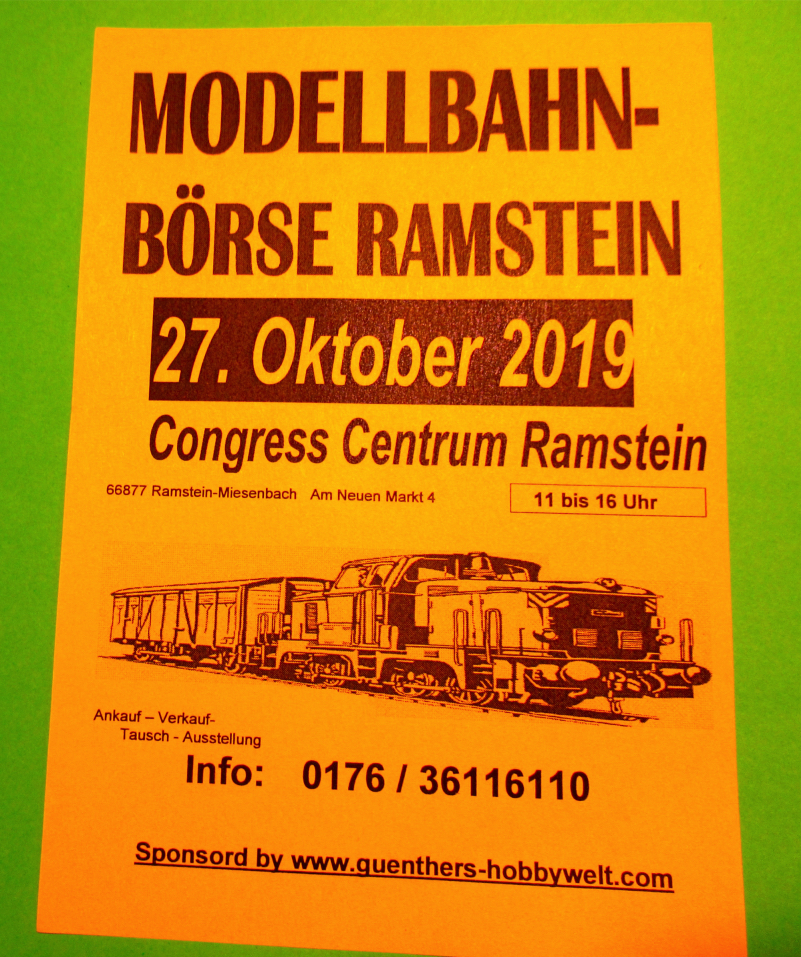 MODELLBAHN-
BÖRSE RAMSTEIN
27. Oktober 2019
Congress Centrum Ramstein
66877 Ramstein-Miesenbach Am Neuen Markt 4
11 bis 16 Uhr
Ankauf – Verkauf-
Tausch - Ausstellung
Info: 0176 / 36116110
Sponsord by www.guenthers-hobbywelt.com